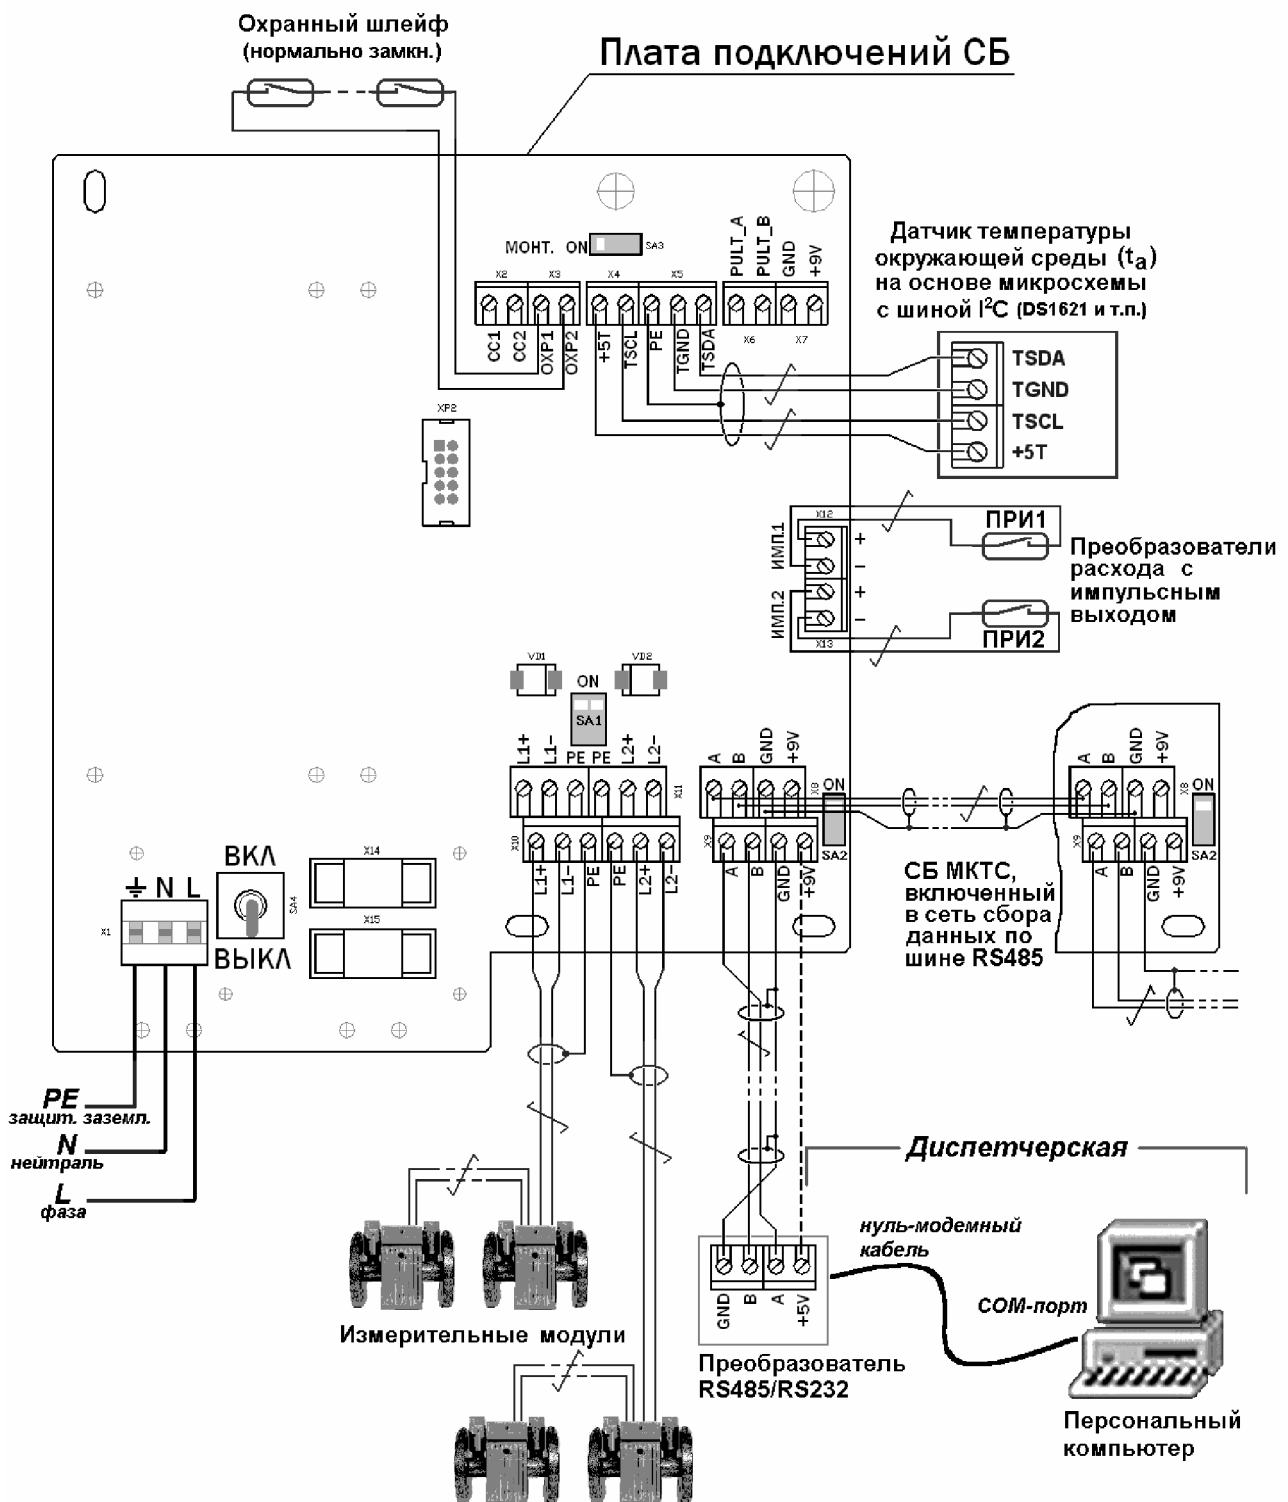 Охранный шлейф
(нормально замкн.)
Плата подключений СБ
МОНТ. ON
SA3
PULT_A
PULT_B
GND
+9V
X2
X3
X4
X5
X6
X7
CC1
CC2
OXP1
OXP2
+5T
TSCL
PE
TGND
TSDA
Датчик температуры
окружающей среды (ta)
на основе микросхемы
с шиной I²C (DS1621 и т.п.)
TSDA
TGND
TSCL
+5T
XP2
X12
ИМП.1
+
−
ИМП.2
+
−
X13
ПРИ1
ПРИ2
Преобразователи
расхода с
импульсным
выходом
VD1
VD2
ON
SA1
L1+
L1−
PE
PE
L2+
L2−
X11
X10
L1+
L1−
PE
PE
L2+
L2−
A
B
GND
+9V
X8
ON
SA2
X9
A
B
GND
+9V
A
B
GND
+9V
X8
ON
SA2
X9
A
B
GND
+9V
СБ МКТС,
включенный
в сеть сбора
данных по
шине RS485
ВКЛ
SA4
ВЫКЛ
N L
X1
X14
X15
PE
защит. заземл.
N
нейтраль
L
фаза
Измерительные модули
Диспетчерская
нуль-модемный
кабель
COM-порт
GND
B
A
+5V
Преобразователь
RS485/RS232
Персональный
компьютер